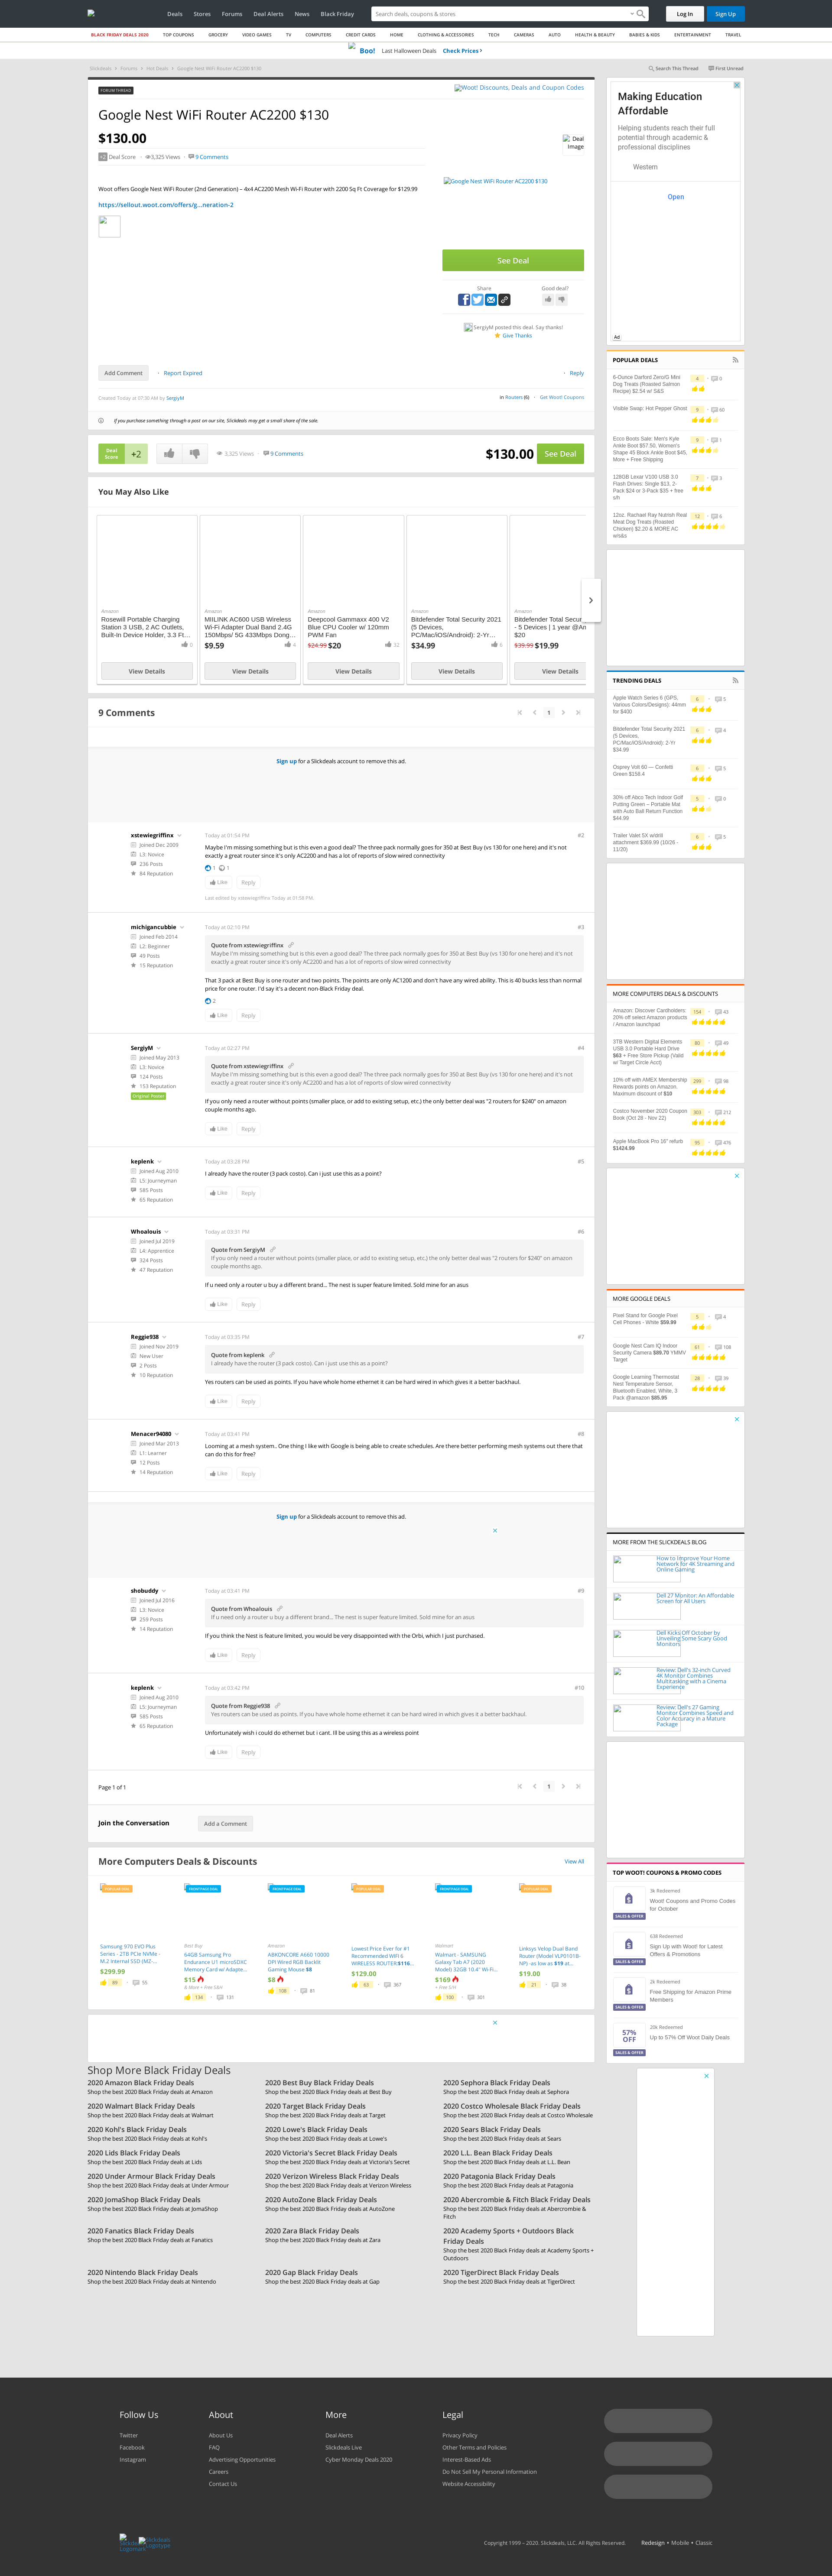 Deals Stores Forums Deal Alerts News Black Friday
Search deals, coupons & stores
Log In Sign Up
BLACK FRIDAY DEALS 2020 TOP COUPONS GROCERY VIDEO GAMES TV COMPUTERS CREDIT CARDS HOME CLOTHING & ACCESSORIES TECH CAMERAS AUTO HEALTH & BEAUTY BABIES & KIDS ENTERTAINMENT TRAVEL
Boo! Last Halloween Deals Check Prices ›
Slickdeals › Forums › Hot Deals › Google Nest WiFi Router AC2200 $130
Search This Thread First Unread
FORUM THREAD
Woot! Discounts, Deals and Coupon Codes
Google Nest WiFi Router AC2200 $130
$130.00
Deal Image
+2 Deal Score 3,325 Views 9 Comments
Google Nest WiFi Router AC2200 $130
Woot offers Google Nest WiFi Router (2nd Generation) – 4x4 AC2200 Mesh Wi-Fi Router with 2200 Sq Ft Coverage for $129.99
https://sellout.woot.com/offers/g...neration-2
See Deal
Share Good deal?
SergiyM posted this deal. Say thanks!
Give Thanks
Add Comment Report Expired Reply
Created Today at 07:30 AM by SergiyM
in Routers (6) Get Woot! Coupons
If you purchase something through a post on our site, Slickdeals may get a small share of the sale.
Deal Score +2 3,325 Views 9 Comments $130.00 See Deal
You May Also Like
Amazon
Rosewill Portable Charging Station 3 USB, 2 AC Outlets, Built-In Device Holder, 3.3 Ft...
0
View Details
Amazon
MIILINK AC600 USB Wireless Wi-Fi Adapter Dual Band 2.4G 150Mbps/ 5G 433Mbps Dong...
$9.59 4
View Details
Amazon
Deepcool Gammaxx 400 V2 Blue CPU Cooler w/ 120mm PWM Fan
$24.99 $20 32
View Details
Amazon
Bitdefender Total Security 2021 (5 Devices, PC/Mac/iOS/Android): 2-Yr...
$34.99 6
View Details
Amazon
Bitdefender Total Secur
- 5 Devices | 1 year @Am
$20
$39.99 $19.99
View Details
9 Comments
1
Sign up for a Slickdeals account to remove this ad.
xstewiegriffinx
Joined Dec 2009
L3: Novice
236 Posts
84 Reputation
Today at 01:54 PM #2
Maybe I'm missing something but is this even a good deal? The three pack normally goes for 350 at Best Buy (vs 130 for one here) and it's not exactly a great router since it's only AC2200 and has a lot of reports of slow wired connectivity
1 1
Like Reply
Last edited by xstewiegriffinx Today at 01:58 PM.
michigancubbie
Joined Feb 2014
L2: Beginner
49 Posts
15 Reputation
Today at 02:10 PM #3
Quote from xstewiegriffinx
Maybe I'm missing something but is this even a good deal? The three pack normally goes for 350 at Best Buy (vs 130 for one here) and it's not exactly a great router since it's only AC2200 and has a lot of reports of slow wired connectivity
That 3 pack at Best Buy is one router and two points. The points are only AC1200 and don't have any wired ability. This is 40 bucks less than normal price for one router. I'd say it's a decent non-Black Friday deal.
2
Like Reply
SergiyM
Joined May 2013
L3: Novice
124 Posts
153 Reputation
Original Poster
Today at 02:27 PM #4
Quote from xstewiegriffinx
Maybe I'm missing something but is this even a good deal? The three pack normally goes for 350 at Best Buy (vs 130 for one here) and it's not exactly a great router since it's only AC2200 and has a lot of reports of slow wired connectivity
If you only need a router without points (smaller place, or add to existing setup, etc.) the only better deal was "2 routers for $240" on amazon couple months ago.
Like Reply
keplenk
Joined Aug 2010
L5: Journeyman
585 Posts
65 Reputation
Today at 03:28 PM #5
I already have the router (3 pack costo). Can i just use this as a point?
Like Reply
Whoalouis
Joined Jul 2019
L4: Apprentice
324 Posts
47 Reputation
Today at 03:31 PM #6
Quote from SergiyM
If you only need a router without points (smaller place, or add to existing setup, etc.) the only better deal was "2 routers for $240" on amazon couple months ago.
If u need only a router u buy a different brand... The nest is super feature limited. Sold mine for an asus
Like Reply
Reggie938
Joined Nov 2019
New User
2 Posts
10 Reputation
Today at 03:35 PM #7
Quote from keplenk
I already have the router (3 pack costo). Can i just use this as a point?
Yes routers can be used as points. If you have whole home ethernet it can be hard wired in which gives it a better backhaul.
Like Reply
Menacer94080
Joined Mar 2013
L1: Learner
12 Posts
14 Reputation
Today at 03:41 PM #8
Looming at a mesh system.. One thing I like with Google is being able to create schedules. Are there better performing mesh systems out there that can do this for free?
Like Reply
Sign up for a Slickdeals account to remove this ad.
shobuddy
Joined Jul 2016
L3: Novice
259 Posts
14 Reputation
Today at 03:41 PM #9
Quote from Whoalouis
If u need only a router u buy a different brand... The nest is super feature limited. Sold mine for an asus
If you think the Nest is feature limited, you would be very disappointed with the Orbi, which I just purchased.
Like Reply
keplenk
Joined Aug 2010
L5: Journeyman
585 Posts
65 Reputation
Today at 03:42 PM #10
Quote from Reggie938
Yes routers can be used as points. If you have whole home ethernet it can be hard wired in which gives it a better backhaul.
Unfortunately wish i could do ethernet but i cant. Ill be using this as a wireless point
Like Reply
Page 1 of 1 1
Join the Conversation Add a Comment
More Computers Deals & Discounts View All
POPULAR DEAL
Samsung 970 EVO Plus Series - 2TB PCIe NVMe - M.2 Internal SSD (MZ-...
$299.99
89 55
FRONTPAGE DEAL
Best Buy
64GB Samsung Pro Endurance U1 microSDXC Memory Card w/ Adapte...
$15
& More + Free S&H
134 131
FRONTPAGE DEAL
Amazon
ABKONCORE A660 10000 DPI Wired RGB Backlit Gaming Mouse $8
$8
108 81
POPULAR DEAL
Lowest Price Ever for #1 Recommended WIFI 6 WIRELESS ROUTER:$116...
$129.00
63 367
FRONTPAGE DEAL
Walmart
Walmart - SAMSUNG Galaxy Tab A7 (2020 Model) 32GB 10.4" Wi-Fi...
$169
+ Free S/H
100 301
POPULAR DEAL
Linksys Velop Dual Band Router (Model VLP0101B-NP) -as low as $19 at...
$19.00
21 38
Shop More Black Friday Deals
2020 Amazon Black Friday Deals
Shop the best 2020 Black Friday deals at Amazon
2020 Best Buy Black Friday Deals
Shop the best 2020 Black Friday deals at Best Buy
2020 Sephora Black Friday Deals
Shop the best 2020 Black Friday deals at Sephora
2020 Walmart Black Friday Deals
Shop the best 2020 Black Friday deals at Walmart
2020 Target Black Friday Deals
Shop the best 2020 Black Friday deals at Target
2020 Costco Wholesale Black Friday Deals
Shop the best 2020 Black Friday deals at Costco Wholesale
2020 Kohl's Black Friday Deals
Shop the best 2020 Black Friday deals at Kohl's
2020 Lowe's Black Friday Deals
Shop the best 2020 Black Friday deals at Lowe's
2020 Sears Black Friday Deals
Shop the best 2020 Black Friday deals at Sears
2020 Lids Black Friday Deals
Shop the best 2020 Black Friday deals at Lids
2020 Victoria's Secret Black Friday Deals
Shop the best 2020 Black Friday deals at Victoria's Secret
2020 L.L. Bean Black Friday Deals
Shop the best 2020 Black Friday deals at L.L. Bean
2020 Under Armour Black Friday Deals
Shop the best 2020 Black Friday deals at Under Armour
2020 Verizon Wireless Black Friday Deals
Shop the best 2020 Black Friday deals at Verizon Wireless
2020 Patagonia Black Friday Deals
Shop the best 2020 Black Friday deals at Patagonia
2020 JomaShop Black Friday Deals
Shop the best 2020 Black Friday deals at JomaShop
2020 AutoZone Black Friday Deals
Shop the best 2020 Black Friday deals at AutoZone
2020 Abercrombie & Fitch Black Friday Deals
Shop the best 2020 Black Friday deals at Abercrombie & Fitch
2020 Fanatics Black Friday Deals
Shop the best 2020 Black Friday deals at Fanatics
2020 Zara Black Friday Deals
Shop the best 2020 Black Friday deals at Zara
2020 Academy Sports + Outdoors Black Friday Deals
Shop the best 2020 Black Friday deals at Academy Sports + Outdoors
2020 Nintendo Black Friday Deals
Shop the best 2020 Black Friday deals at Nintendo
2020 Gap Black Friday Deals
Shop the best 2020 Black Friday deals at Gap
2020 TigerDirect Black Friday Deals
Shop the best 2020 Black Friday deals at TigerDirect
Making Education Affordable
Helping students reach their full potential through academic & professional disciplines
Western
Open
Ad
POPULAR DEALS
6-Ounce Darford Zero/G Mini Dog Treats (Roasted Salmon Recipe) $2.54 w/ S&S
4 0
Visible Swap: Hot Pepper Ghost
9 60
Ecco Boots Sale: Men's Kyle Ankle Boot $57.50, Women's Shape 45 Block Ankle Boot $45, More + Free Shipping
9 1
128GB Lexar V100 USB 3.0 Flash Drives: Single $13, 2-Pack $24 or 3-Pack $35 + free s/h
7 3
12oz. Rachael Ray Nutrish Real Meat Dog Treats (Roasted Chicken) $2.20 & MORE AC w/s&s
12 6
TRENDING DEALS
Apple Watch Series 6 (GPS, Various Colors/Designs): 44mm for $400
6 5
Bitdefender Total Security 2021 (5 Devices, PC/Mac/iOS/Android): 2-Yr $34.99
6 4
Osprey Volt 60 — Confetti Green $158.4
6 5
30% off Abco Tech Indoor Golf Putting Green – Portable Mat with Auto Ball Return Function $44.99
5 0
Trailer Valet 5X w/drill attachment $369.99 (10/26 - 11/20)
6 5
MORE COMPUTERS DEALS & DISCOUNTS
Amazon: Discover Cardholders: 20% off select Amazon products / Amazon launchpad
154 43
3TB Western Digital Elements USB 3.0 Portable Hard Drive $63 + Free Store Pickup (Valid w/ Target Circle Acct)
80 49
10% off with AMEX Membership Rewards points on Amazon. Maximum discount of $10
299 98
Costco November 2020 Coupon Book (Oct 28 - Nov 22)
303 212
Apple MacBook Pro 16" refurb $1424.99
95 476
MORE GOOGLE DEALS
Pixel Stand for Google Pixel Cell Phones - White $59.99
5 4
Google Nest Cam IQ Indoor Security Camera $89.70 YMMV Target
61 108
Google Learning Thermostat Nest Temperature Sensor, Bluetooth Enabled, White, 3 Pack @amazon $85.95
28 39
MORE FROM THE SLICKDEALS BLOG
How to Improve Your Home Network for 4K Streaming and Online Gaming
Dell 27 Monitor: An Affordable Screen for All Users
Dell Kicks Off October by Unveiling Some Scary Good Monitors
Review: Dell's 32-inch Curved 4K Monitor Combines Multitasking with a Cinema Experience
Review: Dell's 27 Gaming Monitor Combines Speed and Color Accuracy in a Mature Package
TOP WOOT! COUPONS & PROMO CODES
3k Redeemed
Woot! Coupons and Promo Codes for October
SALES & OFFER
638 Redeemed
Sign Up with Woot! for Latest Offers & Promotions
SALES & OFFER
2k Redeemed
Free Shipping for Amazon Prime Members
SALES & OFFER
57% OFF
20k Redeemed
Up to 57% Off Woot Daily Deals
SALES & OFFER
Follow Us
Twitter
Facebook
Instagram
About
About Us
FAQ
Advertising Opportunities
Careers
Contact Us
More
Deal Alerts
Slickdeals Live
Cyber Monday Deals 2020
Legal
Privacy Policy
Other Terms and Policies
Interest-Based Ads
Do Not Sell My Personal Information
Website Accessibility
Slickdeals Logomark Slickdeals Logotype
Copyright 1999 – 2020. Slickdeals, LLC. All Rights Reserved. Redesign • Mobile • Classic